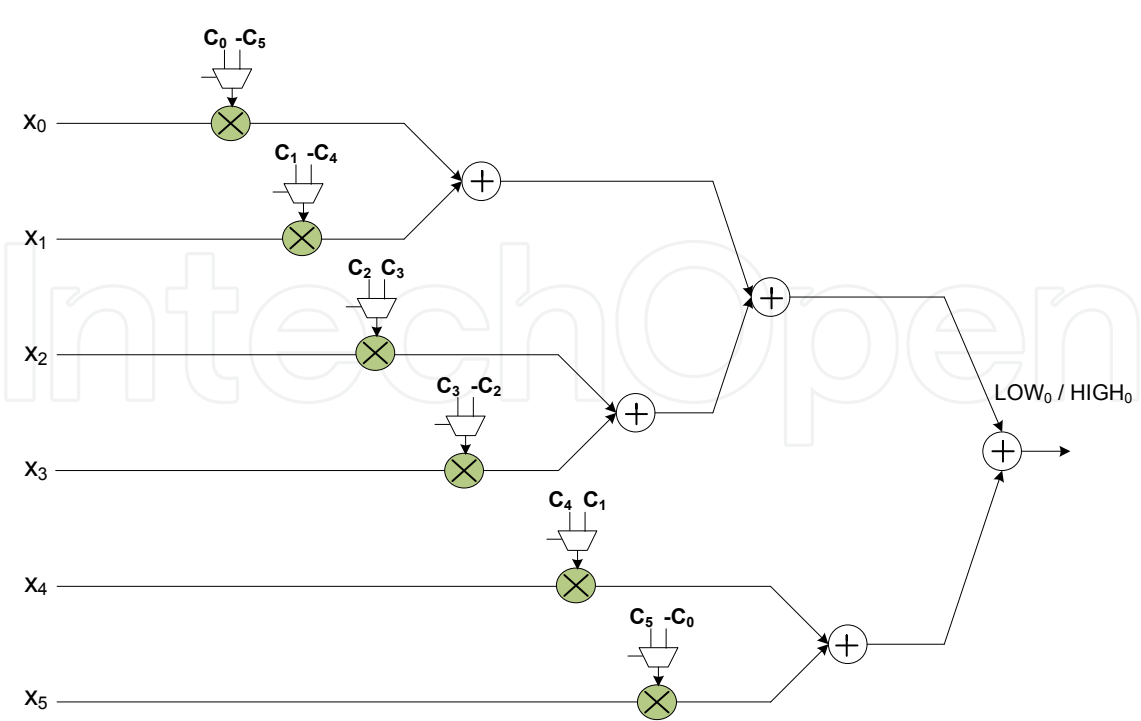 C₀ -C₅
X₀
C₁ -C₄
X₁
C₂ C₃
X₂
C₃ -C₂
X₃
LOW₀ / HIGH₀
C₄ C₁
X₄
C₅ -C₀
X₅
IntechOpen